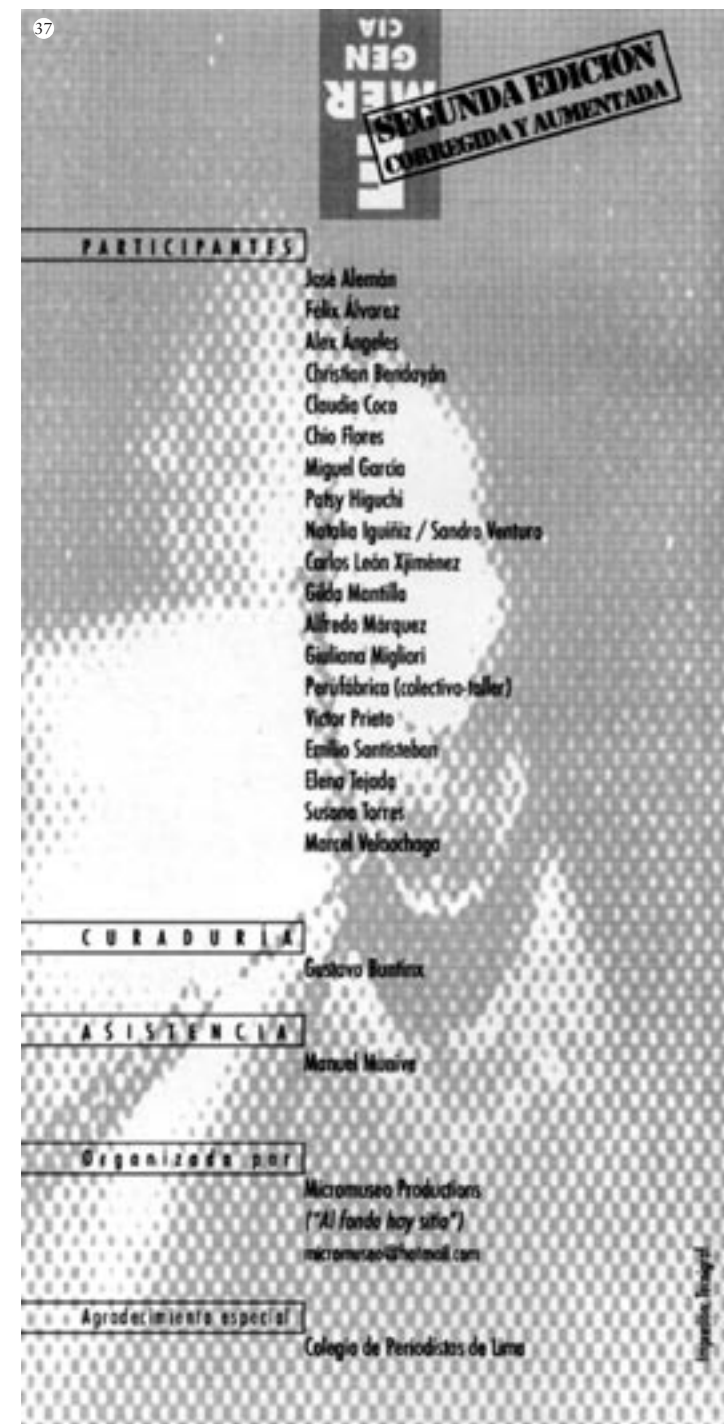 37
E
MER
GEN
CIA
SEGUNDA EDICIÓN
CORREGIDA Y AUMENTADA
PARTICIPANTES
José Alemán
Félix Álvarez
Alex Ángeles
Christian Bendayán
Claudia Coca
Chio Flores
Miguel García
Patsy Higuchi
Natalia Iguiñiz / Sandro Venturo
Carlos León Xjiménez
Gilda Mantilla
Alfredo Márquez
Giuliana Migliori
Perufábrica (colectivo-taller)
Víctor Prieto
Emilio Santisteban
Elena Tejada
Susana Torres
Marcel Velaochaga
CURADURÍA
Gustavo Buntinx
ASISTENCIA
Manuel Munive
Organizada por
Micromuseo Productions
("Al fondo hay sitio")
micromuseo@hotmail.com
Agradecimiento especial
Colegio de Periodistas de Lima